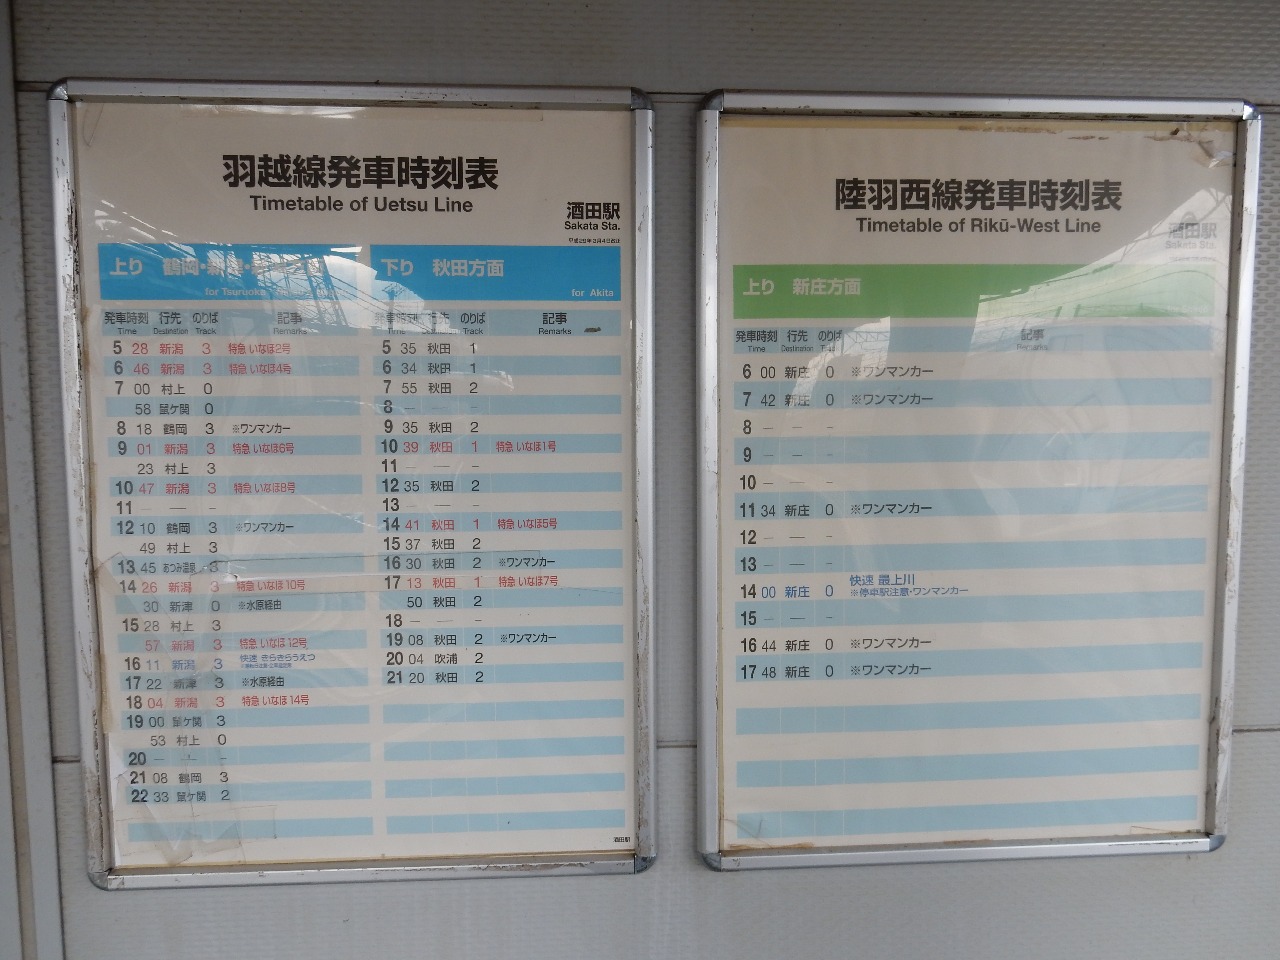 羽越線発車時刻表
Timetable of Uetsu Line
酒田駅
Sakata Sta.
上り 鶴岡・新津・
for Tsuruoka
発車時刻 行先 のりば 記事
Time Destination Track Remarks
5 28 新潟 3 特急 いなほ2号
6 46 新潟 3 特急 いなほ4号
7 00 村上 0
58 鼠ケ関 0
8 18 鶴岡 3 ※ワンマンカー
9 01 新潟 3 特急 いなほ6号
23 村上 3
10 47 新潟 3 特急 いなほ8号
11 — — –
12 10 鶴岡 3 ※ワンマンカー
49 村上 3
13 45 あつみ温泉 3
14 26 新潟 3 特急 いなほ10号
30 新津 0 ※水原経由
15 28 村上 3
57 新潟 3 特急 いなほ12号
16 11 新潟 3 快速 きらきらうえつ
17 22 新津 3 ※水原経由
18 04 新潟 3 特急 いなほ14号
19 00 鼠ケ関 3
53 村上 0
20 — — –
21 08 鶴岡 3
22 33 鼠ケ関 2
下り 秋田方面
for Akita
発車時刻 行先 のりば 記事
Time Destination Track Remarks
5 35 秋田 1
6 34 秋田 1
7 55 秋田 2
8 — — –
9 35 秋田 2
10 39 秋田 1 特急 いなほ1号
11 — — –
12 35 秋田 2
13 — — –
14 41 秋田 1 特急 いなほ5号
15 37 秋田 2
16 30 秋田 2 ※ワンマンカー
17 13 秋田 1 特急 いなほ7号
50 秋田 2
18 — — –
19 08 秋田 2 ※ワンマンカー
20 04 吹浦 2
21 20 秋田 2
酒田駅
陸羽西線発車時刻表
Timetable of Rikū-West Line
酒田駅
Sakata Sta.
上り 新庄方面
発車時刻 行先 のりば 記事
Time Destination Track Remarks
6 00 新庄 0 ※ワンマンカー
7 42 新庄 0 ※ワンマンカー
8 — — –
9 — — –
10 — — –
11 34 新庄 0 ※ワンマンカー
12 — — –
13 — — –
14 00 新庄 0 快速 最上川
※停車駅注意・ワンマンカー
15 — — –
16 44 新庄 0 ※ワンマンカー
17 48 新庄 0 ※ワンマンカー